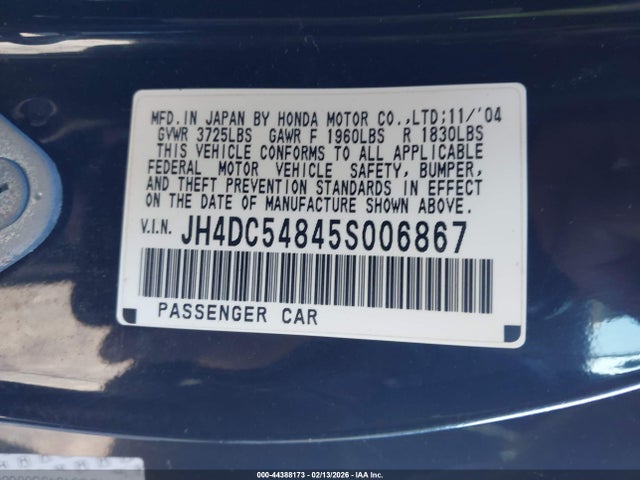 MFD.IN JAPAN BY HONDA MOTOR CO.,LTD;11/'04
GVWR 3725LBS GAWR F 1960LBS R 1830LBS
THIS VEHICLE CONFORMS TO ALL APPLICABLE
FEDERAL MOTOR VEHICLE SAFETY, BUMPER,
AND THEFT PREVENTION STANDARDS IN EFFECT
ON THE DATE OF MANUFACTURE SHOWN ABOVE.
V.I.N. JH4DC54845S006867
PASSENGER CAR
000-44388173 - 02/13/2026 - IAA Inc.